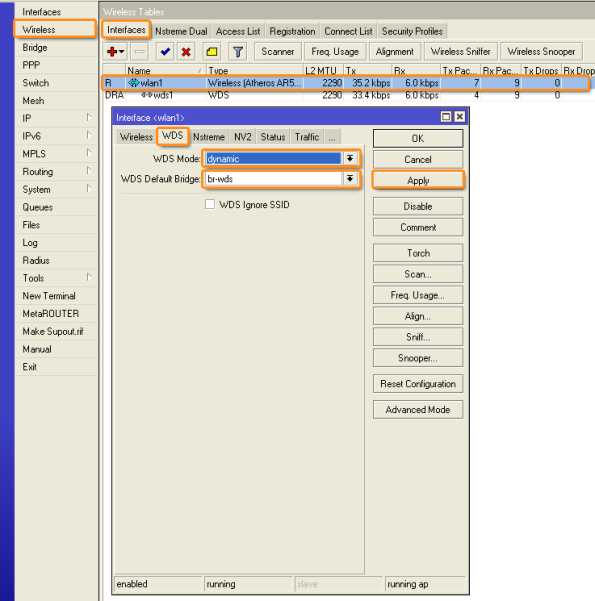 Interfaces
Wireless
Bridge
PPP
Switch
Mesh
IP
IPv6
MPLS
Routing
System
Queues
Files
Log
Radius
Tools
New Terminal
MetaROUTER
Make Supout.rif
Manual
Exit
Wireless Tables
Interfaces Nstreme Dual Access List Registration Connect List Security Profiles
Scanner Freq. Usage Alignment Wireless Sniffer Wireless Snooper
Name Type L2 MTU Tx Rx Tx Pac... Rx Pac... Tx Drops Rx Drop
R wlan1 Wireless (Atheros AR5... 2290 35.2 kbps 6.0 kbps 7 9 0
DRA wds1 WDS 2290 33.4 kbps 6.0 kbps 4 9 0
Interface <wlan1>
Wireless WDS Nstreme NV2 Status Traffic ...
WDS Mode: dynamic
WDS Default Bridge: br-wds
WDS Ignore SSID
OK
Cancel
Apply
Disable
Comment
Torch
Scan...
Freq. Usage...
Align...
Sniff...
Snooper...
Reset Configuration
Advanced Mode
enabled running slave running ap